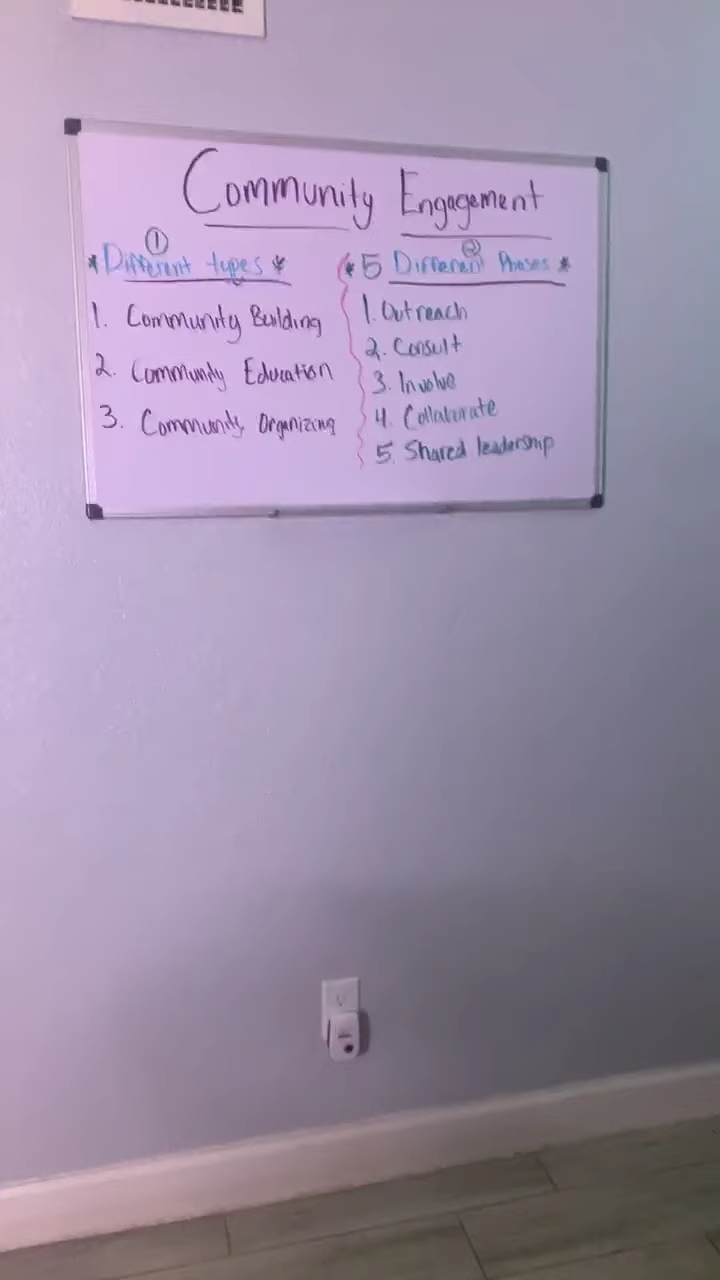 Community Engagement
①
*Different types*
1. Community Building
2. Community Education
3. Community Organizing
②
*5 Different Phases*
1. Outreach
2. Consult
3. Involve
4. Collaborate
5. Shared leadership